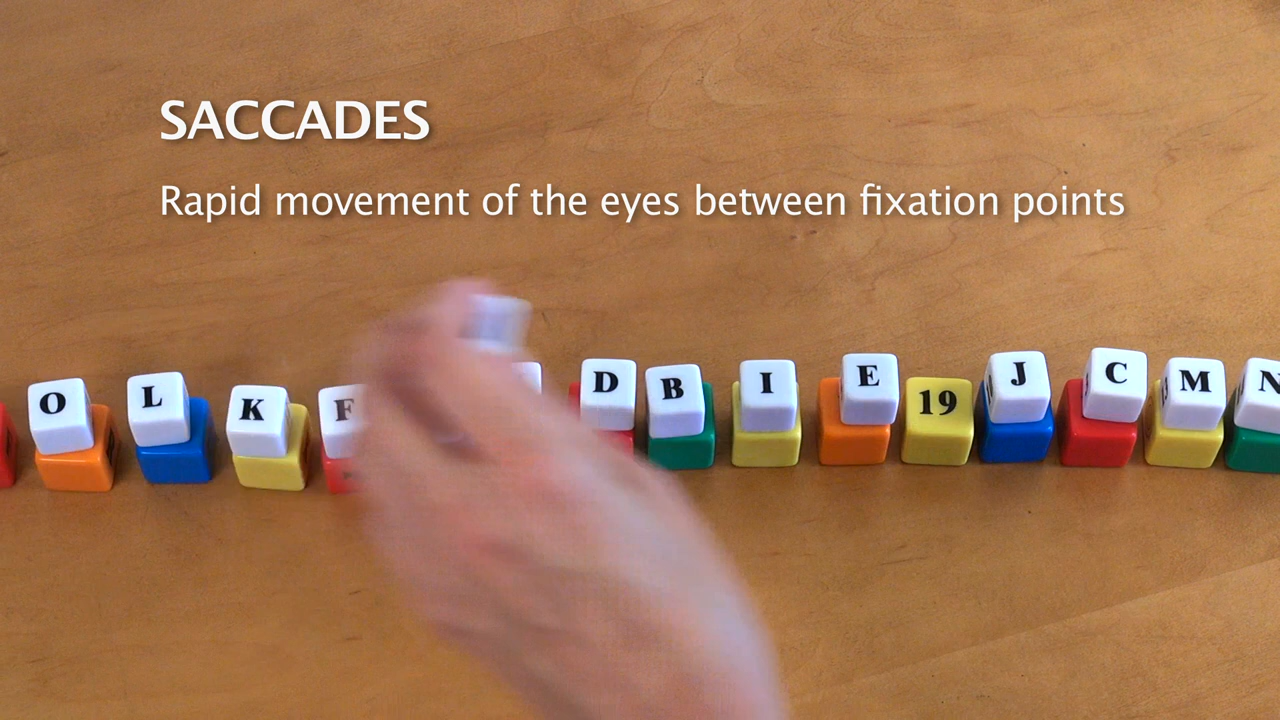 SACCADES
Rapid movement of the eyes between fixation points
O L K F D B I E 19 J C M N